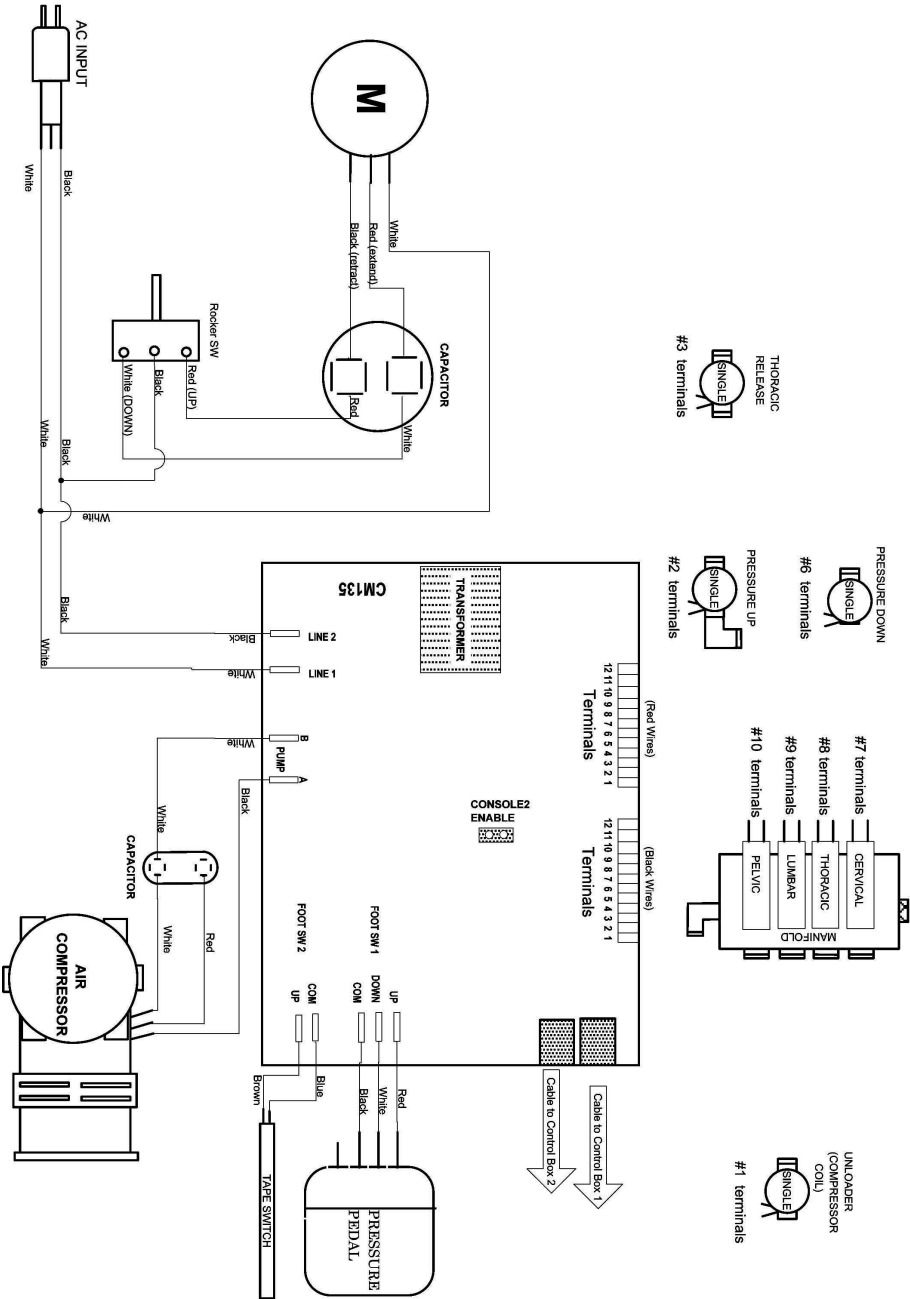 AC INPUT
Black
White
M
White
Red (extend)
Black (retract)
CAPACITOR
Red
White
Rocker SW
Red (UP)
Black
White (DOWN)
Black
White
White
Black
White
THORACIC
RELEASE
SINGLE
#3 terminals
PRESSURE UP
SINGLE
#2 terminals
PRESSURE DOWN
SINGLE
#6 terminals
#7 terminals
#8 terminals
#9 terminals
#10 terminals
CERVICAL
THORACIC
LUMBAR
PELVIC
MANIFOLD
UNLOADER
(COMPRESSOR
COIL)
SINGLE
#1 terminals
CM135
TRANSFORMER
(Red Wires)
12 11 10 9 8 7 6 5 4 3 2 1
Terminals
(Black Wires)
12 11 10 9 8 7 6 5 4 3 2 1
Terminals
CONSOLE2
ENABLE
LINE 2
Black
LINE 1
White
B
PUMP
A
White
Black
White
CAPACITOR
White
Red
AIR
COMPRESSOR
FOOT SW 1
UP
DOWN
COM
FOOT SW 2
COM
UP
Red
White
Black
Blue
Brown
PRESSURE
PEDAL
TAPE SWITCH
Cable to Control Box 1
Cable to Control Box 2